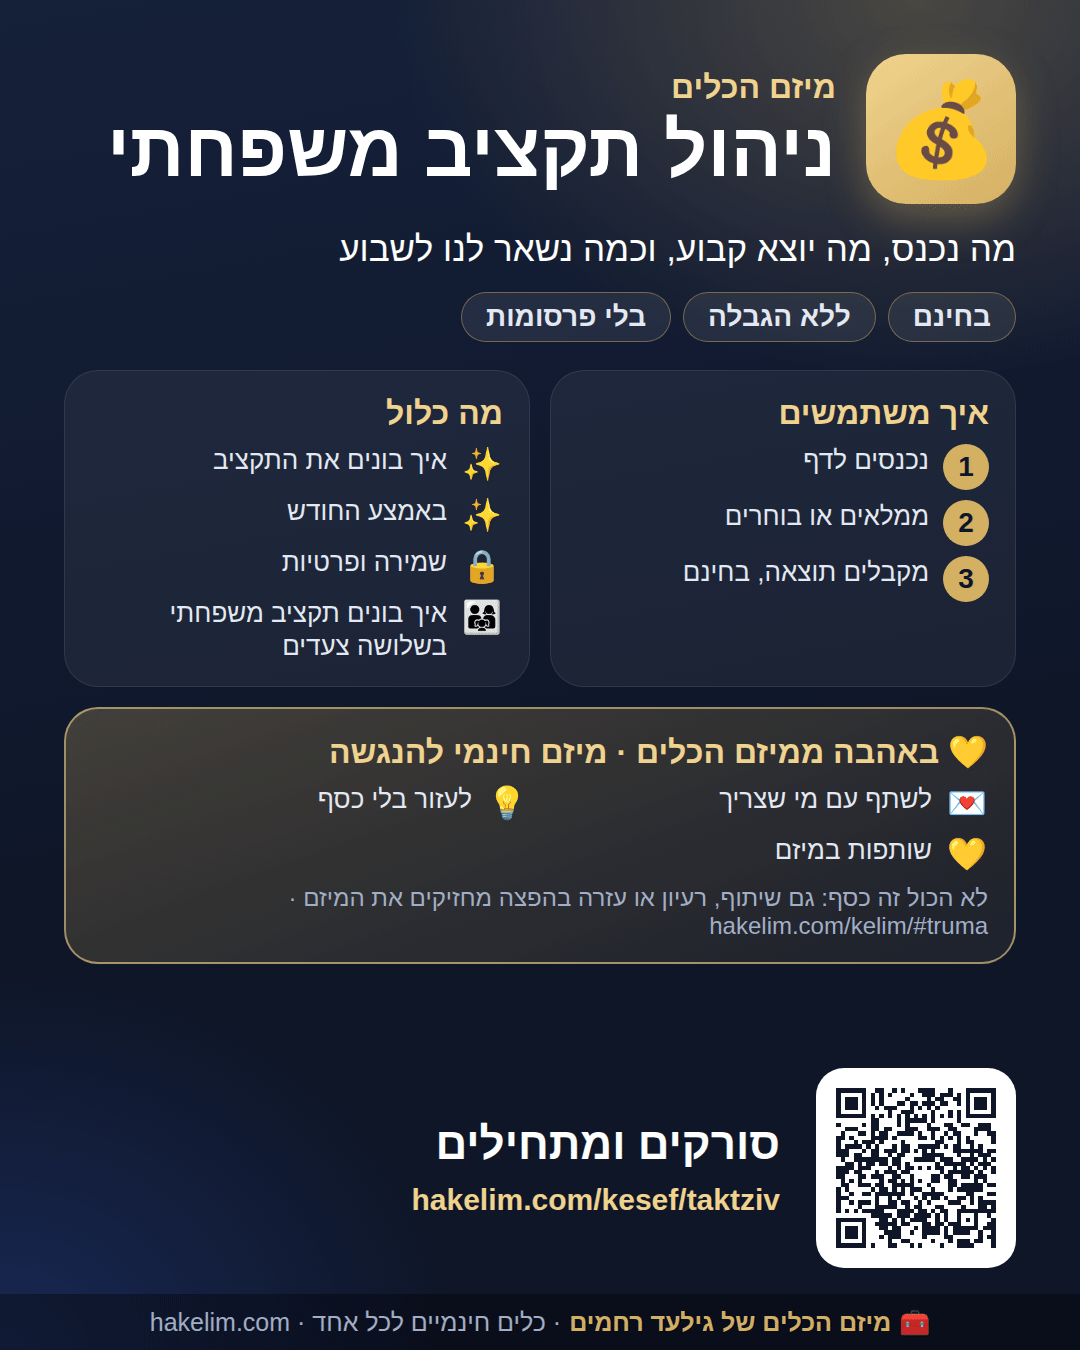 מיזם הכלים
ניהול תקציב משפחתי
מה נכנס, מה יוצא קבוע, וכמה נשאר לנו לשבוע
בחינם
ללא הגבלה
בלי פרסומות
איך משתמשים
1 נכנסים לדף
2 ממלאים או בוחרים
3 מקבלים תוצאה, בחינם
מה כלול
איך בונים את התקציב
באמצע החודש
שמירה ופרטיות
איך בונים תקציב משפחתי
בשלושה צעדים
באהבה ממיזם הכלים · מיזם חינמי להנגשה
לשתף עם מי שצריך
לעזור בלי כסף
שותפות במיזם
לא הכול זה כסף: גם שיתוף, רעיון או עזרה בהפצה מחזיקים את המיזם ·
hakelim.com/kelim/#truma
סורקים ומתחילים
hakelim.com/kesef/taktziv
מיזם הכלים של גילעד רחמים · כלים חינמיים לכל אחד · hakelim.com